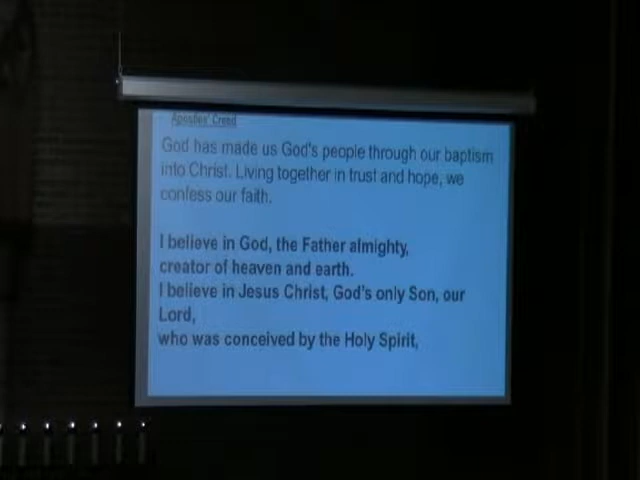 Apostles' Creed
God has made us God's people through our baptism
into Christ. Living together in trust and hope, we
confess our faith.
I believe in God, the Father almighty,
creator of heaven and earth.
I believe in Jesus Christ, God's only Son, our
Lord,
who was conceived by the Holy Spirit,